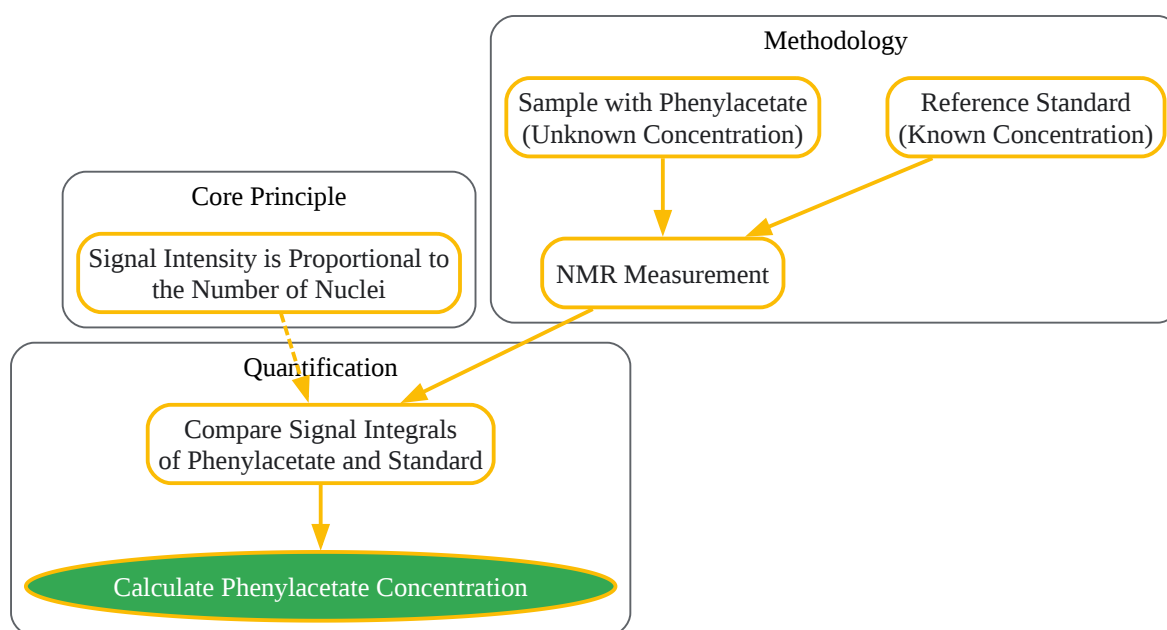 Methodology
Sample with Phenylacetate
(Unknown Concentration)
Reference Standard
(Known Concentration)
NMR Measurement
Core Principle
Signal Intensity is Proportional to
the Number of Nuclei
Quantification
Compare Signal Integrals
of Phenylacetate and Standard
Calculate Phenylacetate Concentration